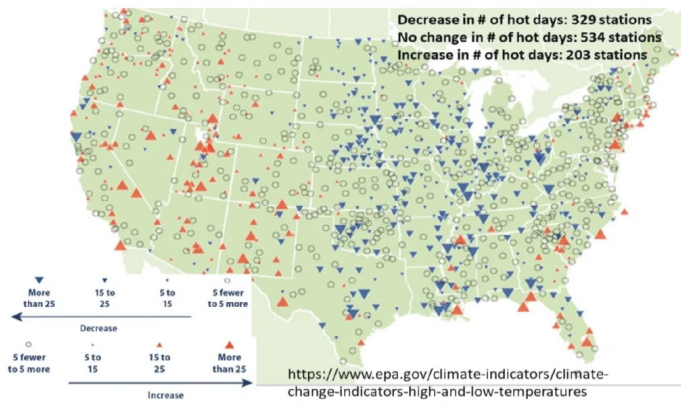 Decrease in # of hot days: 329 stations
No change in # of hot days: 534 stations
Increase in # of hot days: 203 stations
More than 25
15 to 25
5 to 15
5 fewer to 5 more
Decrease
5 fewer to 5 more
5 to 15
15 to 25
More than 25
Increase
https://www.epa.gov/climate-indicators/climate-
change-indicators-high-and-low-temperatures